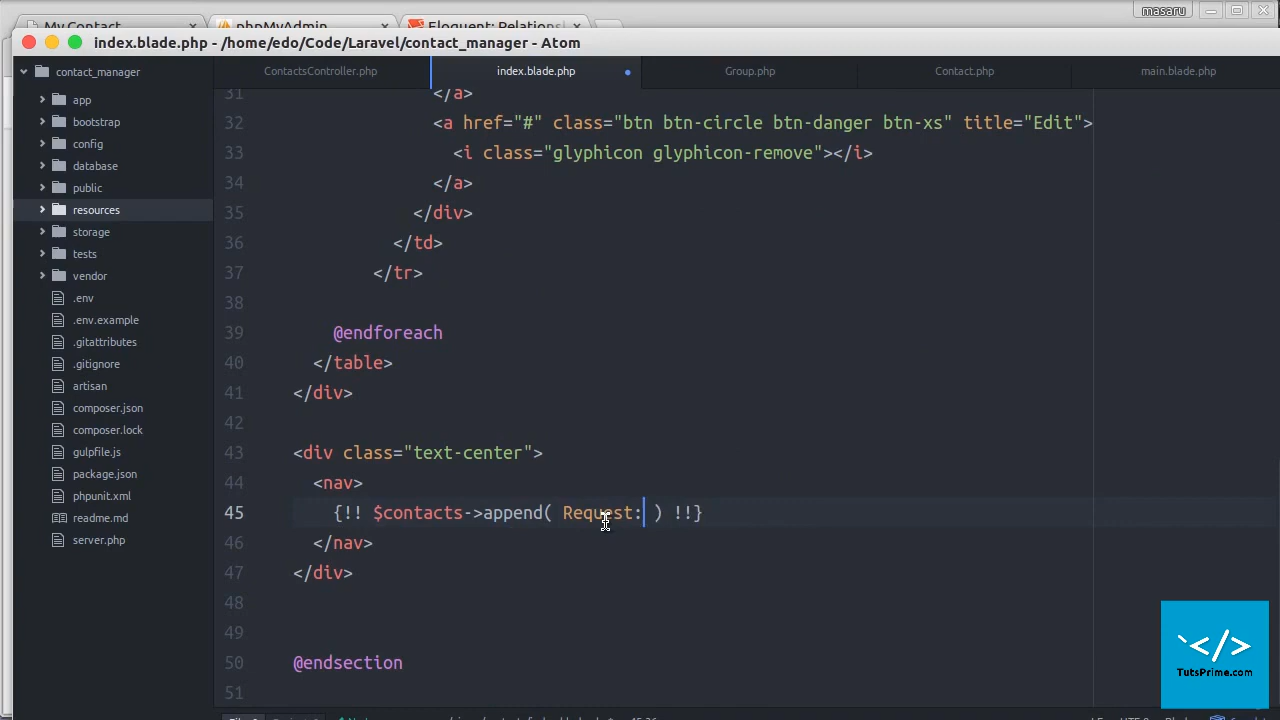 masaru
My Contact
phpMyAdmin
Eloquent: Relations
index.blade.php - /home/edo/Code/Laravel/contact_manager - Atom
contact_manager
ContactsController.php
index.blade.php
Group.php
Contact.php
main.blade.php
app
bootstrap
config
database
public
resources
storage
tests
vendor
.env
.env.example
.gitattributes
.gitignore
artisan
composer.json
composer.lock
gulpfile.js
package.json
phpunit.xml
readme.md
server.php
31 </a>
32 <a href="#" class="btn btn-circle btn-danger btn-xs" title="Edit">
33 <i class="glyphicon glyphicon-remove"></i>
34 </a>
35 </div>
36 </td>
37 </tr>
38
39 @endforeach
40 </table>
41 </div>
42
43 <div class="text-center">
44 <nav>
45 {!! $contacts->append( Request: ) !!}
46 </nav>
47 </div>
48
49
50 @endsection
51
</>
TutsPrime.com